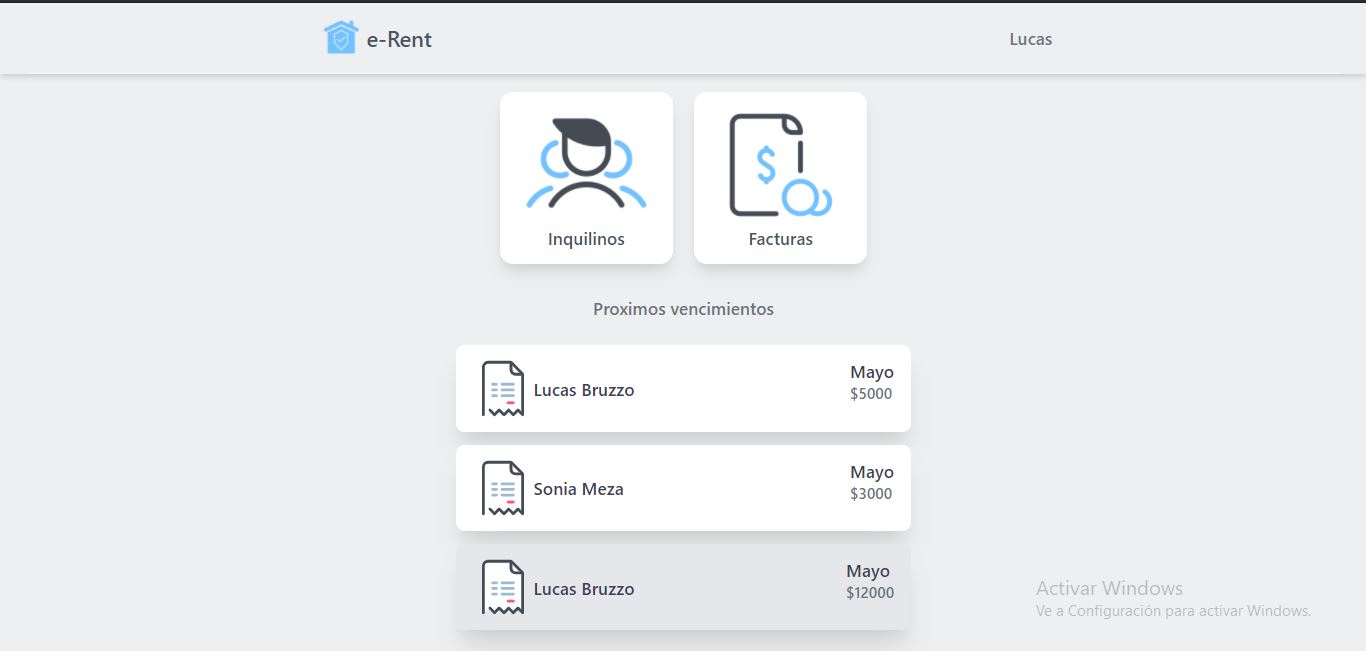 e-Rent
Lucas
$
Inquilinos
Facturas
Proximos vencimientos
Lucas Bruzzo
Mayo
$5000
Sonia Meza
Mayo
$3000
Lucas Bruzzo
Mayo
$12000
Activar Windows
Ve a Configuración para activar Windows.